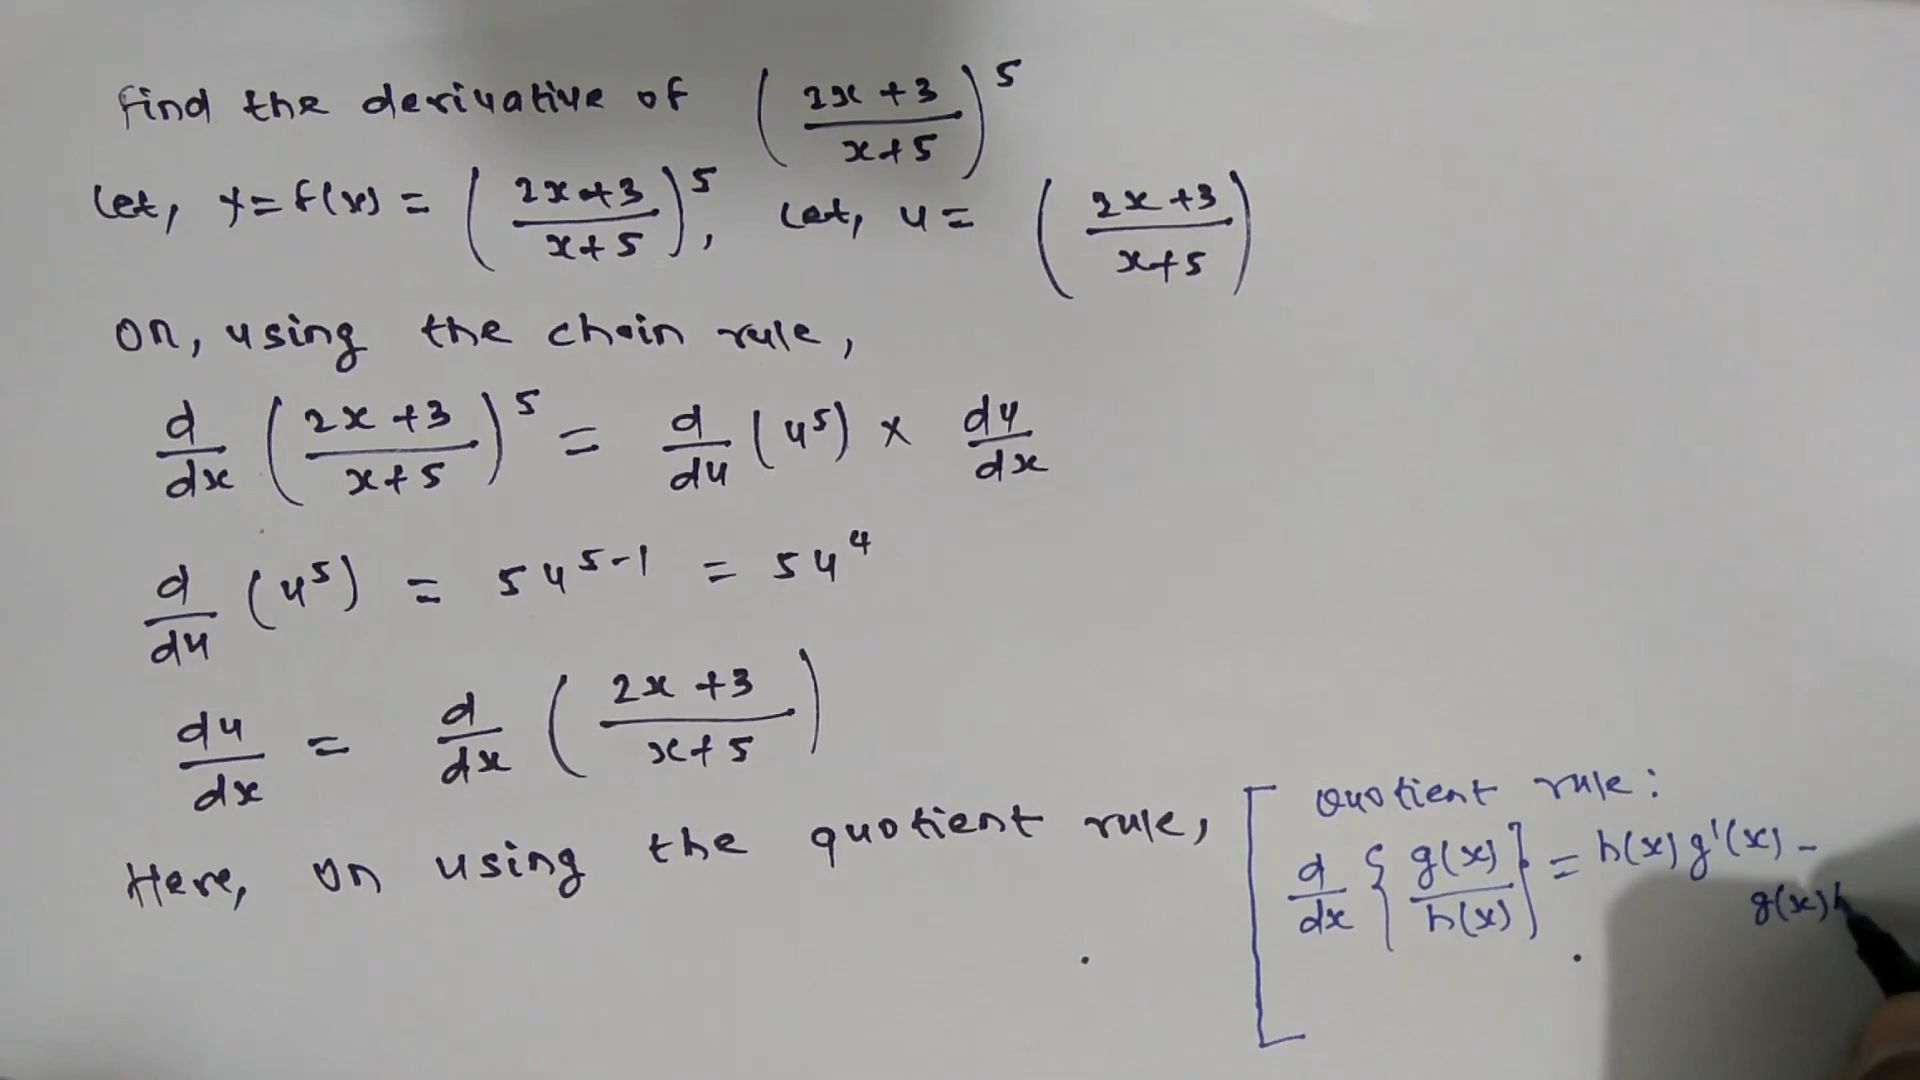 find the derivative of (2x+3/x+5)^5
Let, y=f(x) = (2x+3/x+5)^5, Let, u = (2x+3/x+5)
On, using the chain rule,
d/dx (2x+3/x+5)^5 = d/du (u^5) × du/dx
d/du (u^5) = 5u^5-1 = 5u^4
du/dx = d/dx (2x+3/x+5)
Here, on using the quotient rule,
[ Quotient rule:
d/dx {g(x)/h(x)} = h(x) g'(x) -
g(x)h